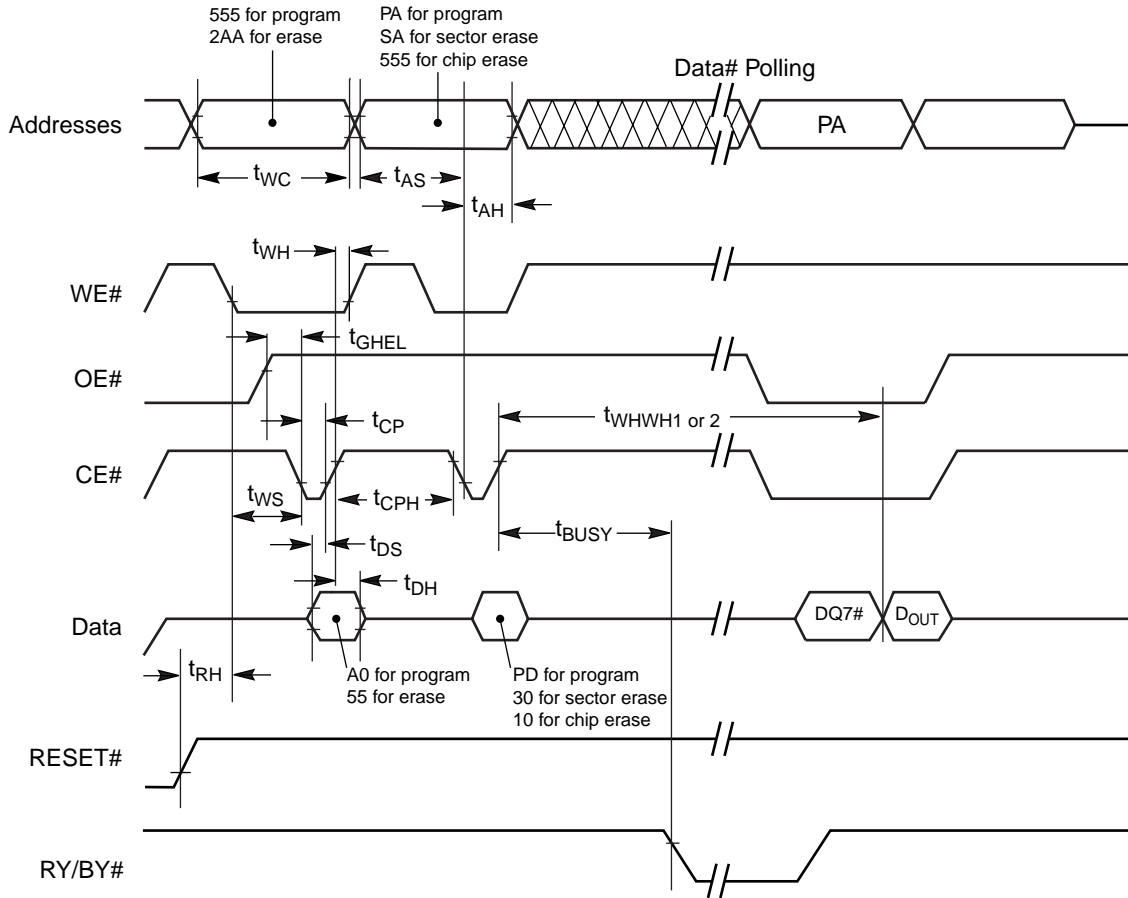 555 for program
2AA for erase
PA for program
SA for sector erase
555 for chip erase
Data# Polling
Addresses
PA
tWC
tAS
tAH
tWH
WE#
tGHEL
OE#
tWHWH1 or 2
tCP
CE#
tWS
tCPH
tBUSY
tDS
tDH
Data
DQ7#
DOUT
tRH
A0 for program
55 for erase
PD for program
30 for sector erase
10 for chip erase
RESET#
RY/BY#